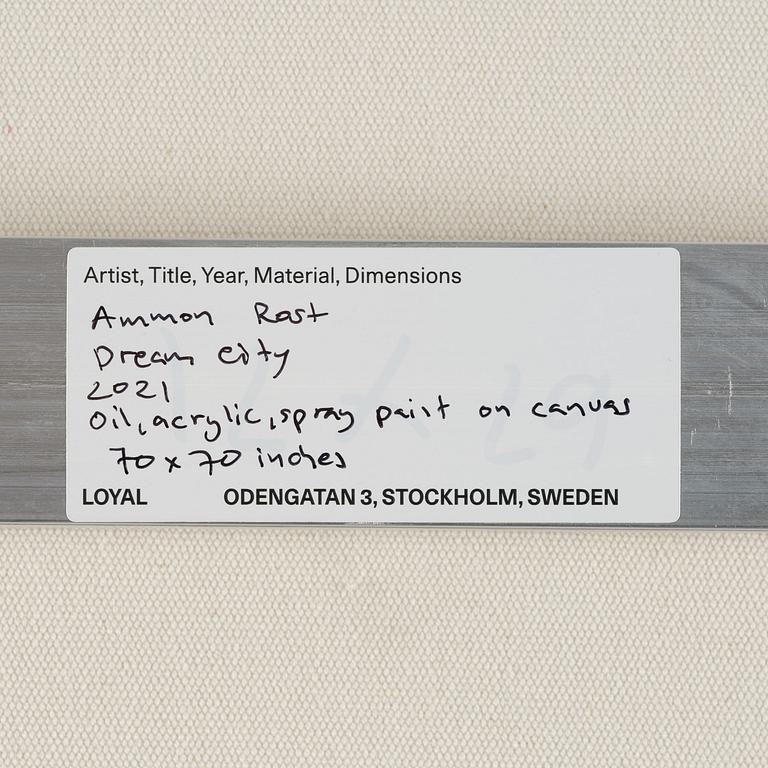 Artist, Title, Year, Material, Dimensions
Ammon Rost
Dream City
2021
Oil, acrylic, spray paint on canvas
70 x 70 inches
LOYAL ODENGATAN 3, STOCKHOLM, SWEDEN